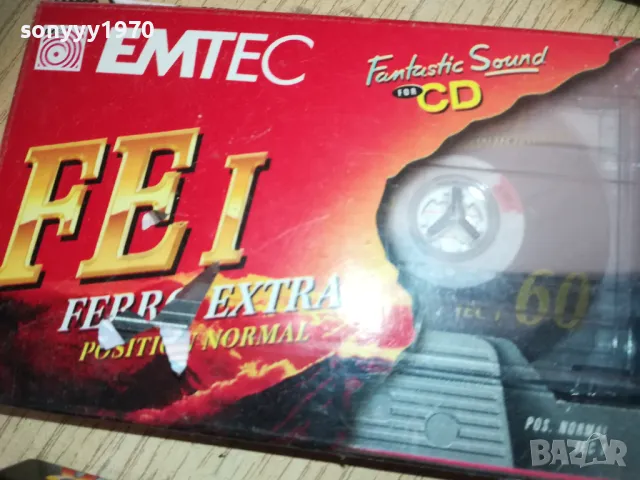 sonyyy1970
EMTEC
Fantastic Sound
FOR CD
FE I
FERRO EXTRA
POSITION NORMAL
60
POS. NORMAL
BAZAR